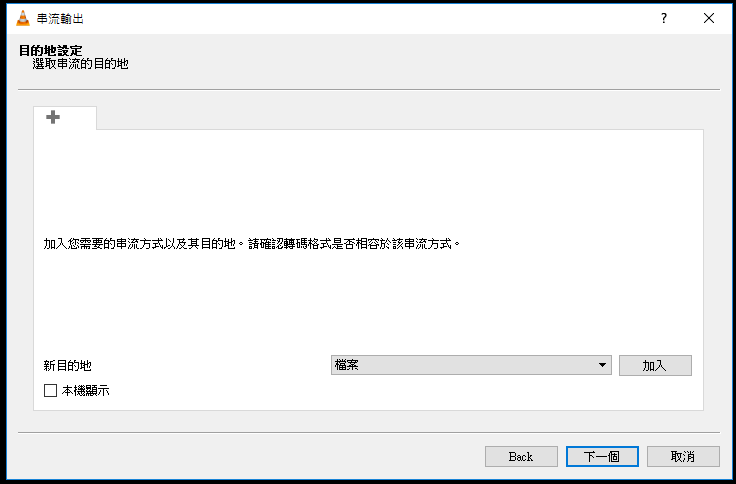 串流輸出
目的地設定
選取串流的目的地
加入您需要的串流方式以及其目的地。請確認轉碼格式是否相容於該串流方式。
新目的地 檔案 加入
本機顯示
Back 下一個 取消